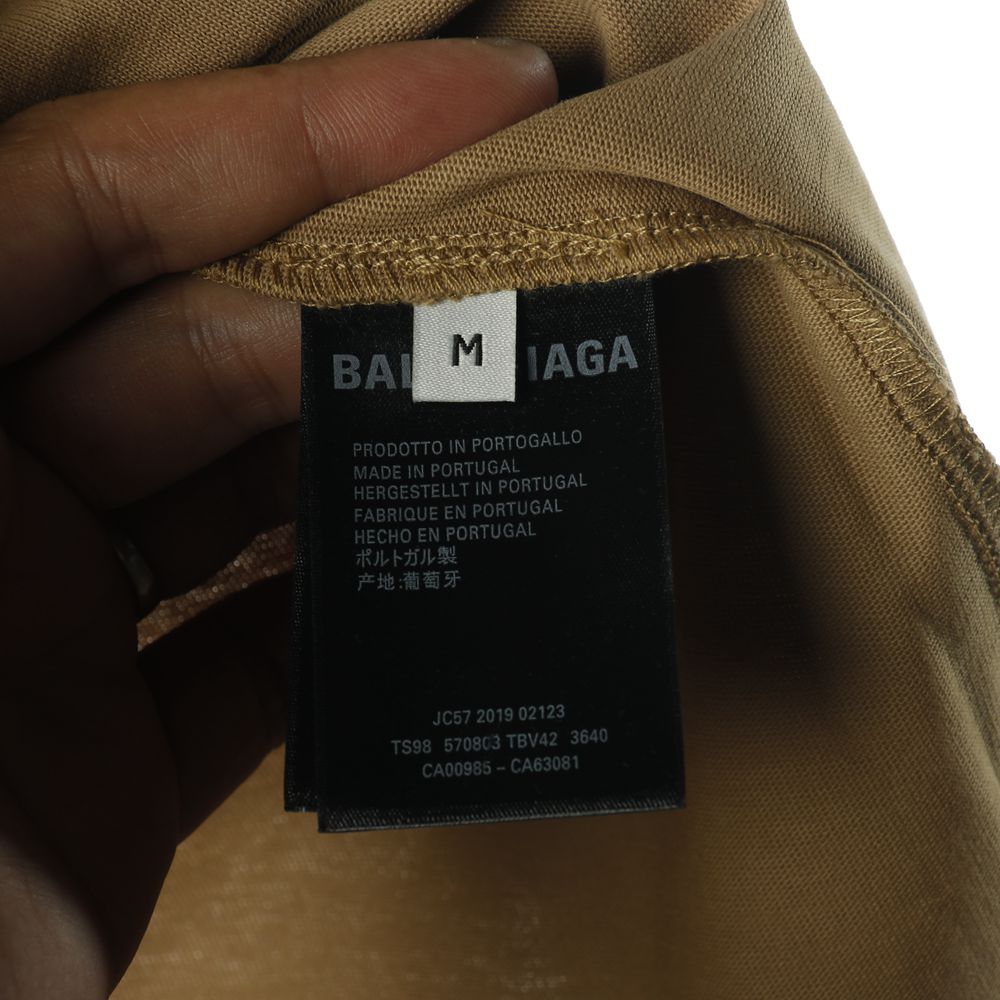 M
BAL IAGA
PRODOTTO IN PORTOGALLO
MADE IN PORTUGAL
HERGESTELLT IN PORTUGAL
FABRIQUE EN PORTUGAL
HECHO EN PORTUGAL
ポルトガル製
产地:葡萄牙
JC57 2019 02123
TS98 570803 TBV42 3640
CA00985 - CA63081